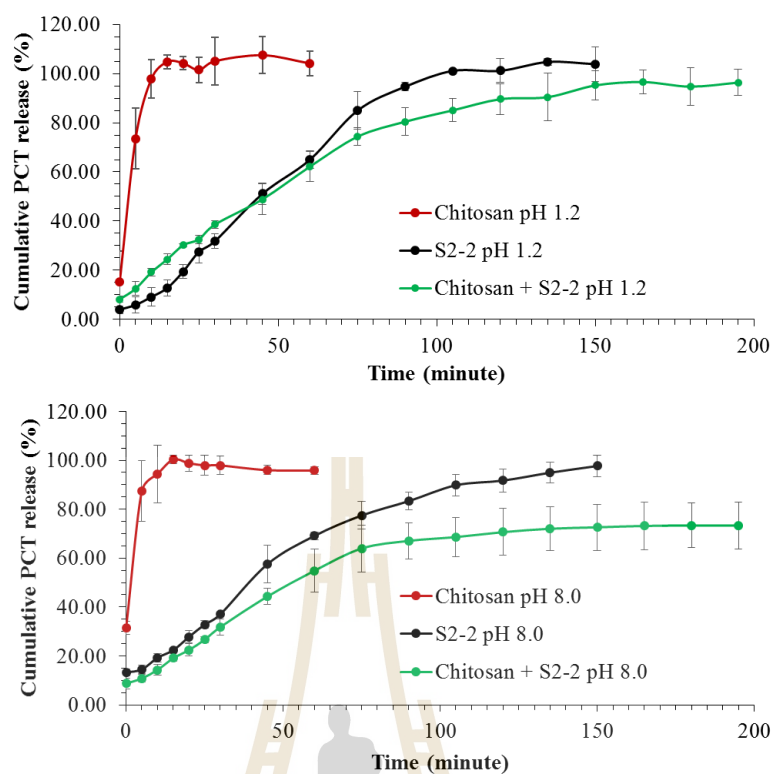 Cumulative PCT release (%)
120.00
100.00
80.00
60.00
40.00
20.00
0.00
Chitosan pH 1.2
S2-2 pH 1.2
Chitosan + S2-2 pH 1.2
0 50 100 150 200
Time (minute)
Cumulative PCT release (%)
120.00
100.00
80.00
60.00
40.00
20.00
0.00
Chitosan pH 8.0
S2-2 pH 8.0
Chitosan + S2-2 pH 8.0
0 50 100 150 200
Time (minute)